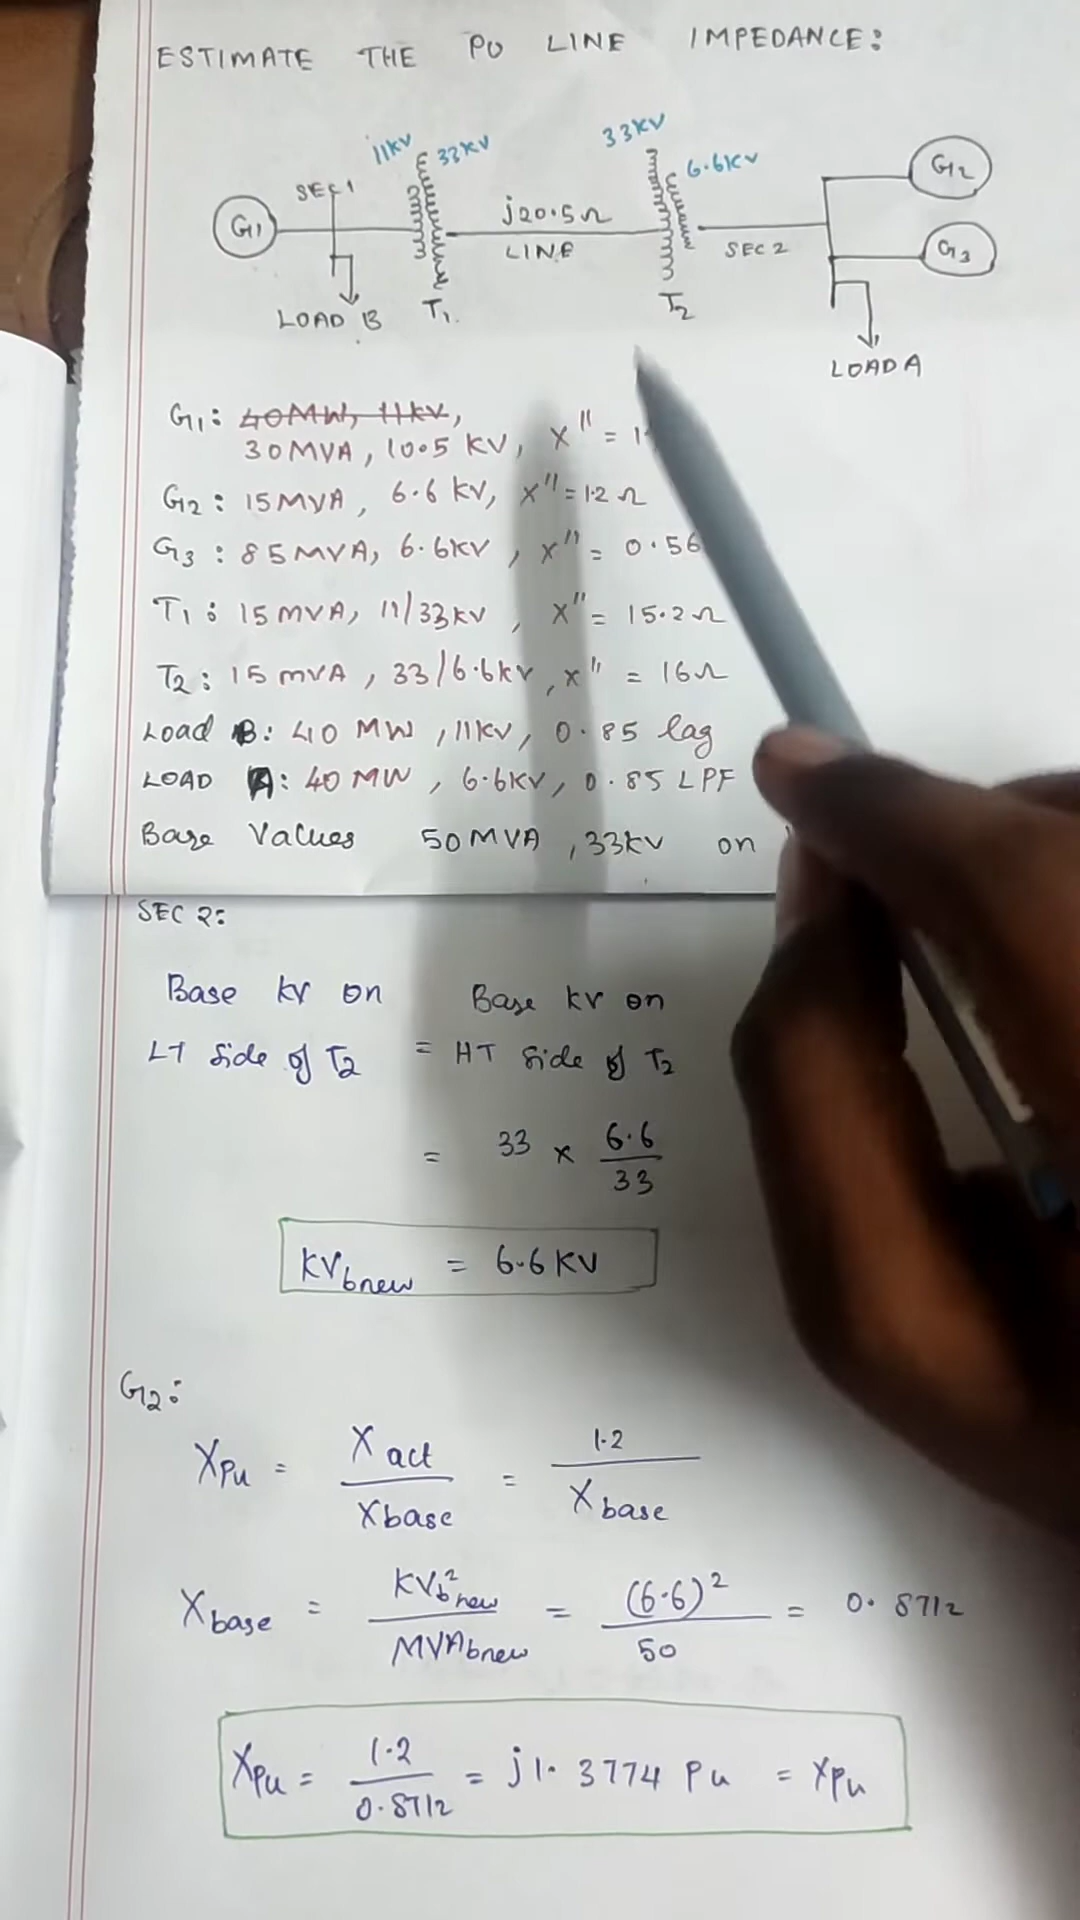 ESTIMATE THE PU LINE IMPEDANCE:
11KV 33KV 33KV 6.6KV
G1 SEC1 j20.5Ω LINE SEC 2 G2
G3
LOAD B T1. T2
LOAD A
G1: 40MW, 11KV,
30MVA, 10.5 KV, X" = 1
G2: 15MVA, 6.6 KV, X" = 1.2 Ω
G3: 85MVA, 6.6KV, X" = 0.56
T1: 15MVA, 11/33KV, X" = 15.2Ω
T2: 15 MVA, 33/6.6KV, X" = 16Ω
Load B: 40 MW, 11KV, 0.85 lag
LOAD A: 40 MW, 6.6KV, 0.85 LPF
Base Values 50MVA, 33KV on
SEC 2:
Base KV on Base KV on
LT Side of T2 = HT Side of T2
= 33 x 6.6/33
KVbnew = 6.6 KV
G2:
Xpu = Xact/Xbase = 1.2/Xbase
Xbase = KVb²new/MVAbnew = (6.6)²/50 = 0.8712
Xpu = 1.2/0.8712 = j1.3774 Pu = Xpu